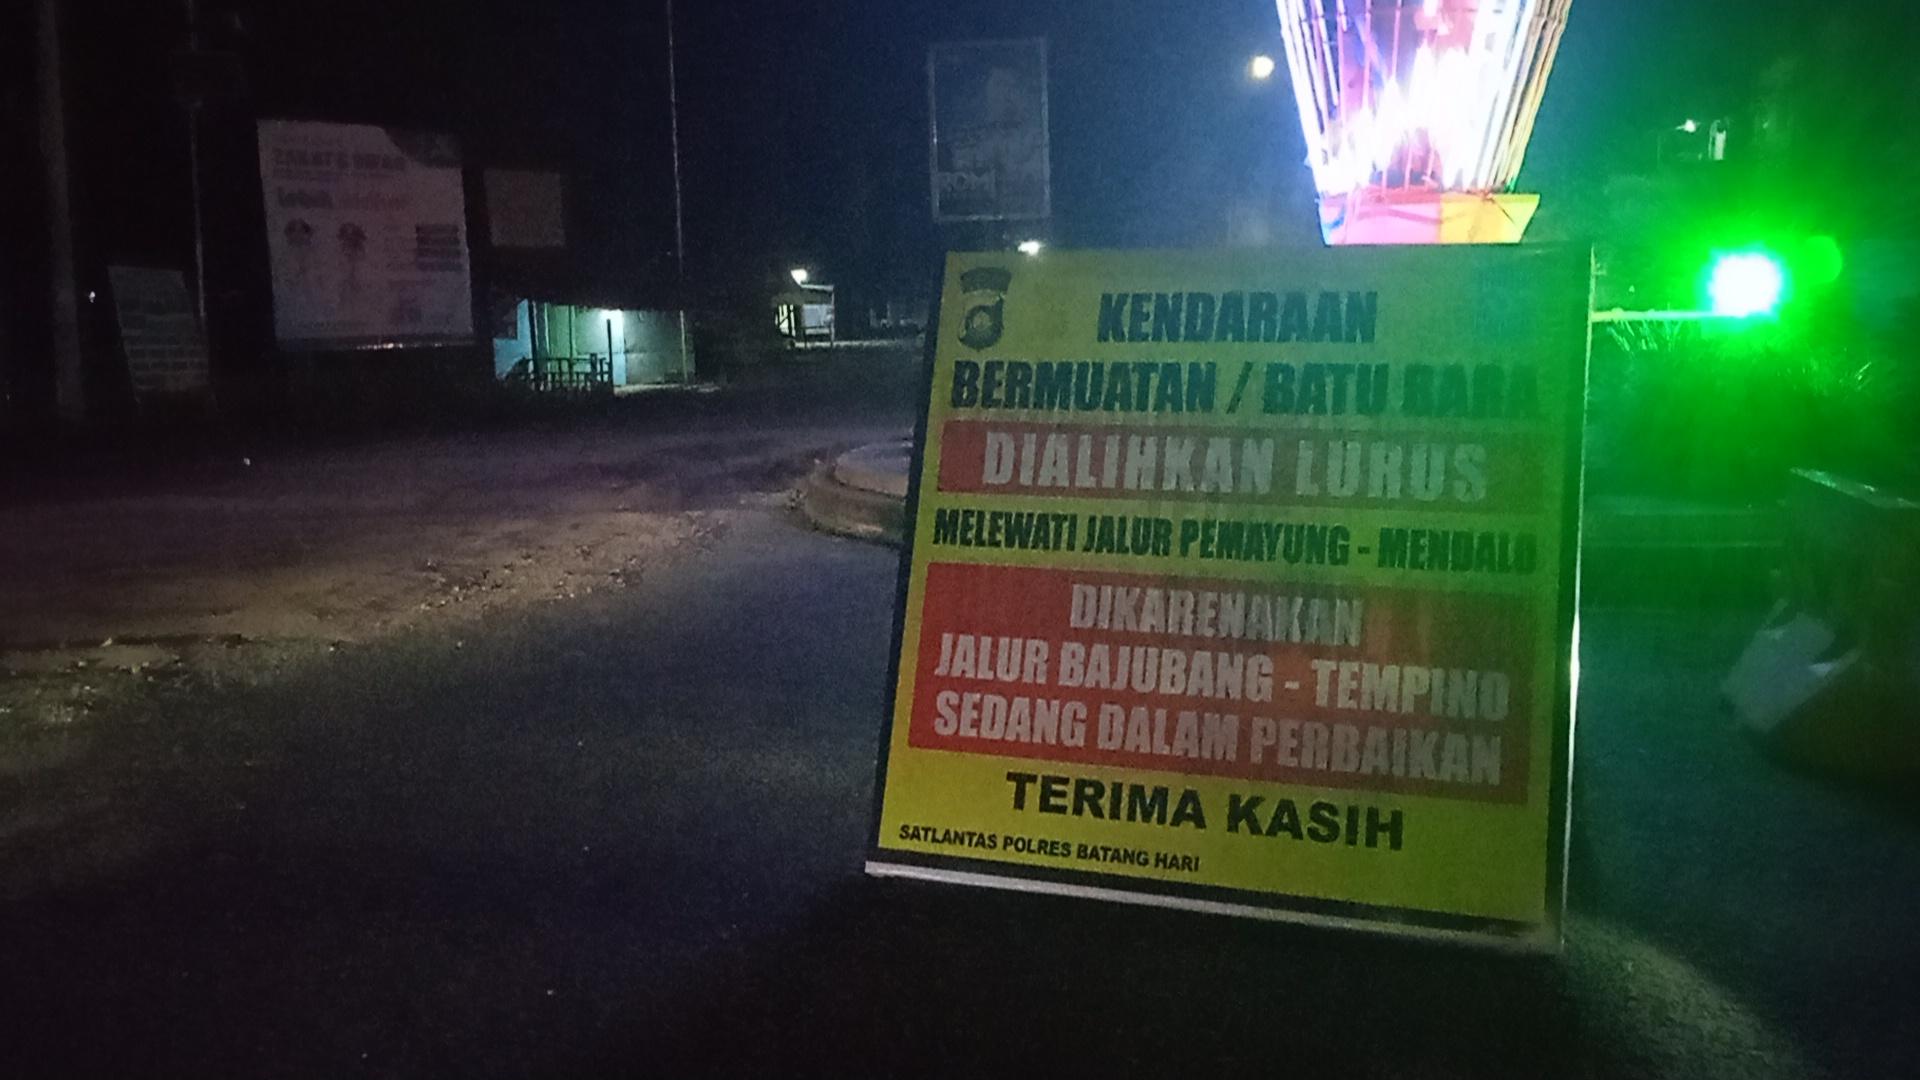 ZAKAT &
KENDARAAN
BERMUATAN / BATU BARA
DIALIHKAN LURUS
MELEWATI JALUR PEMAYUNG - MENDALO
DIKARENAKAN
JALUR BAJUBANG - TEMPINO
SEDANG DALAM PERBAIKAN
TERIMA KASIH
SATLANTAS POLRES BATANG HARI